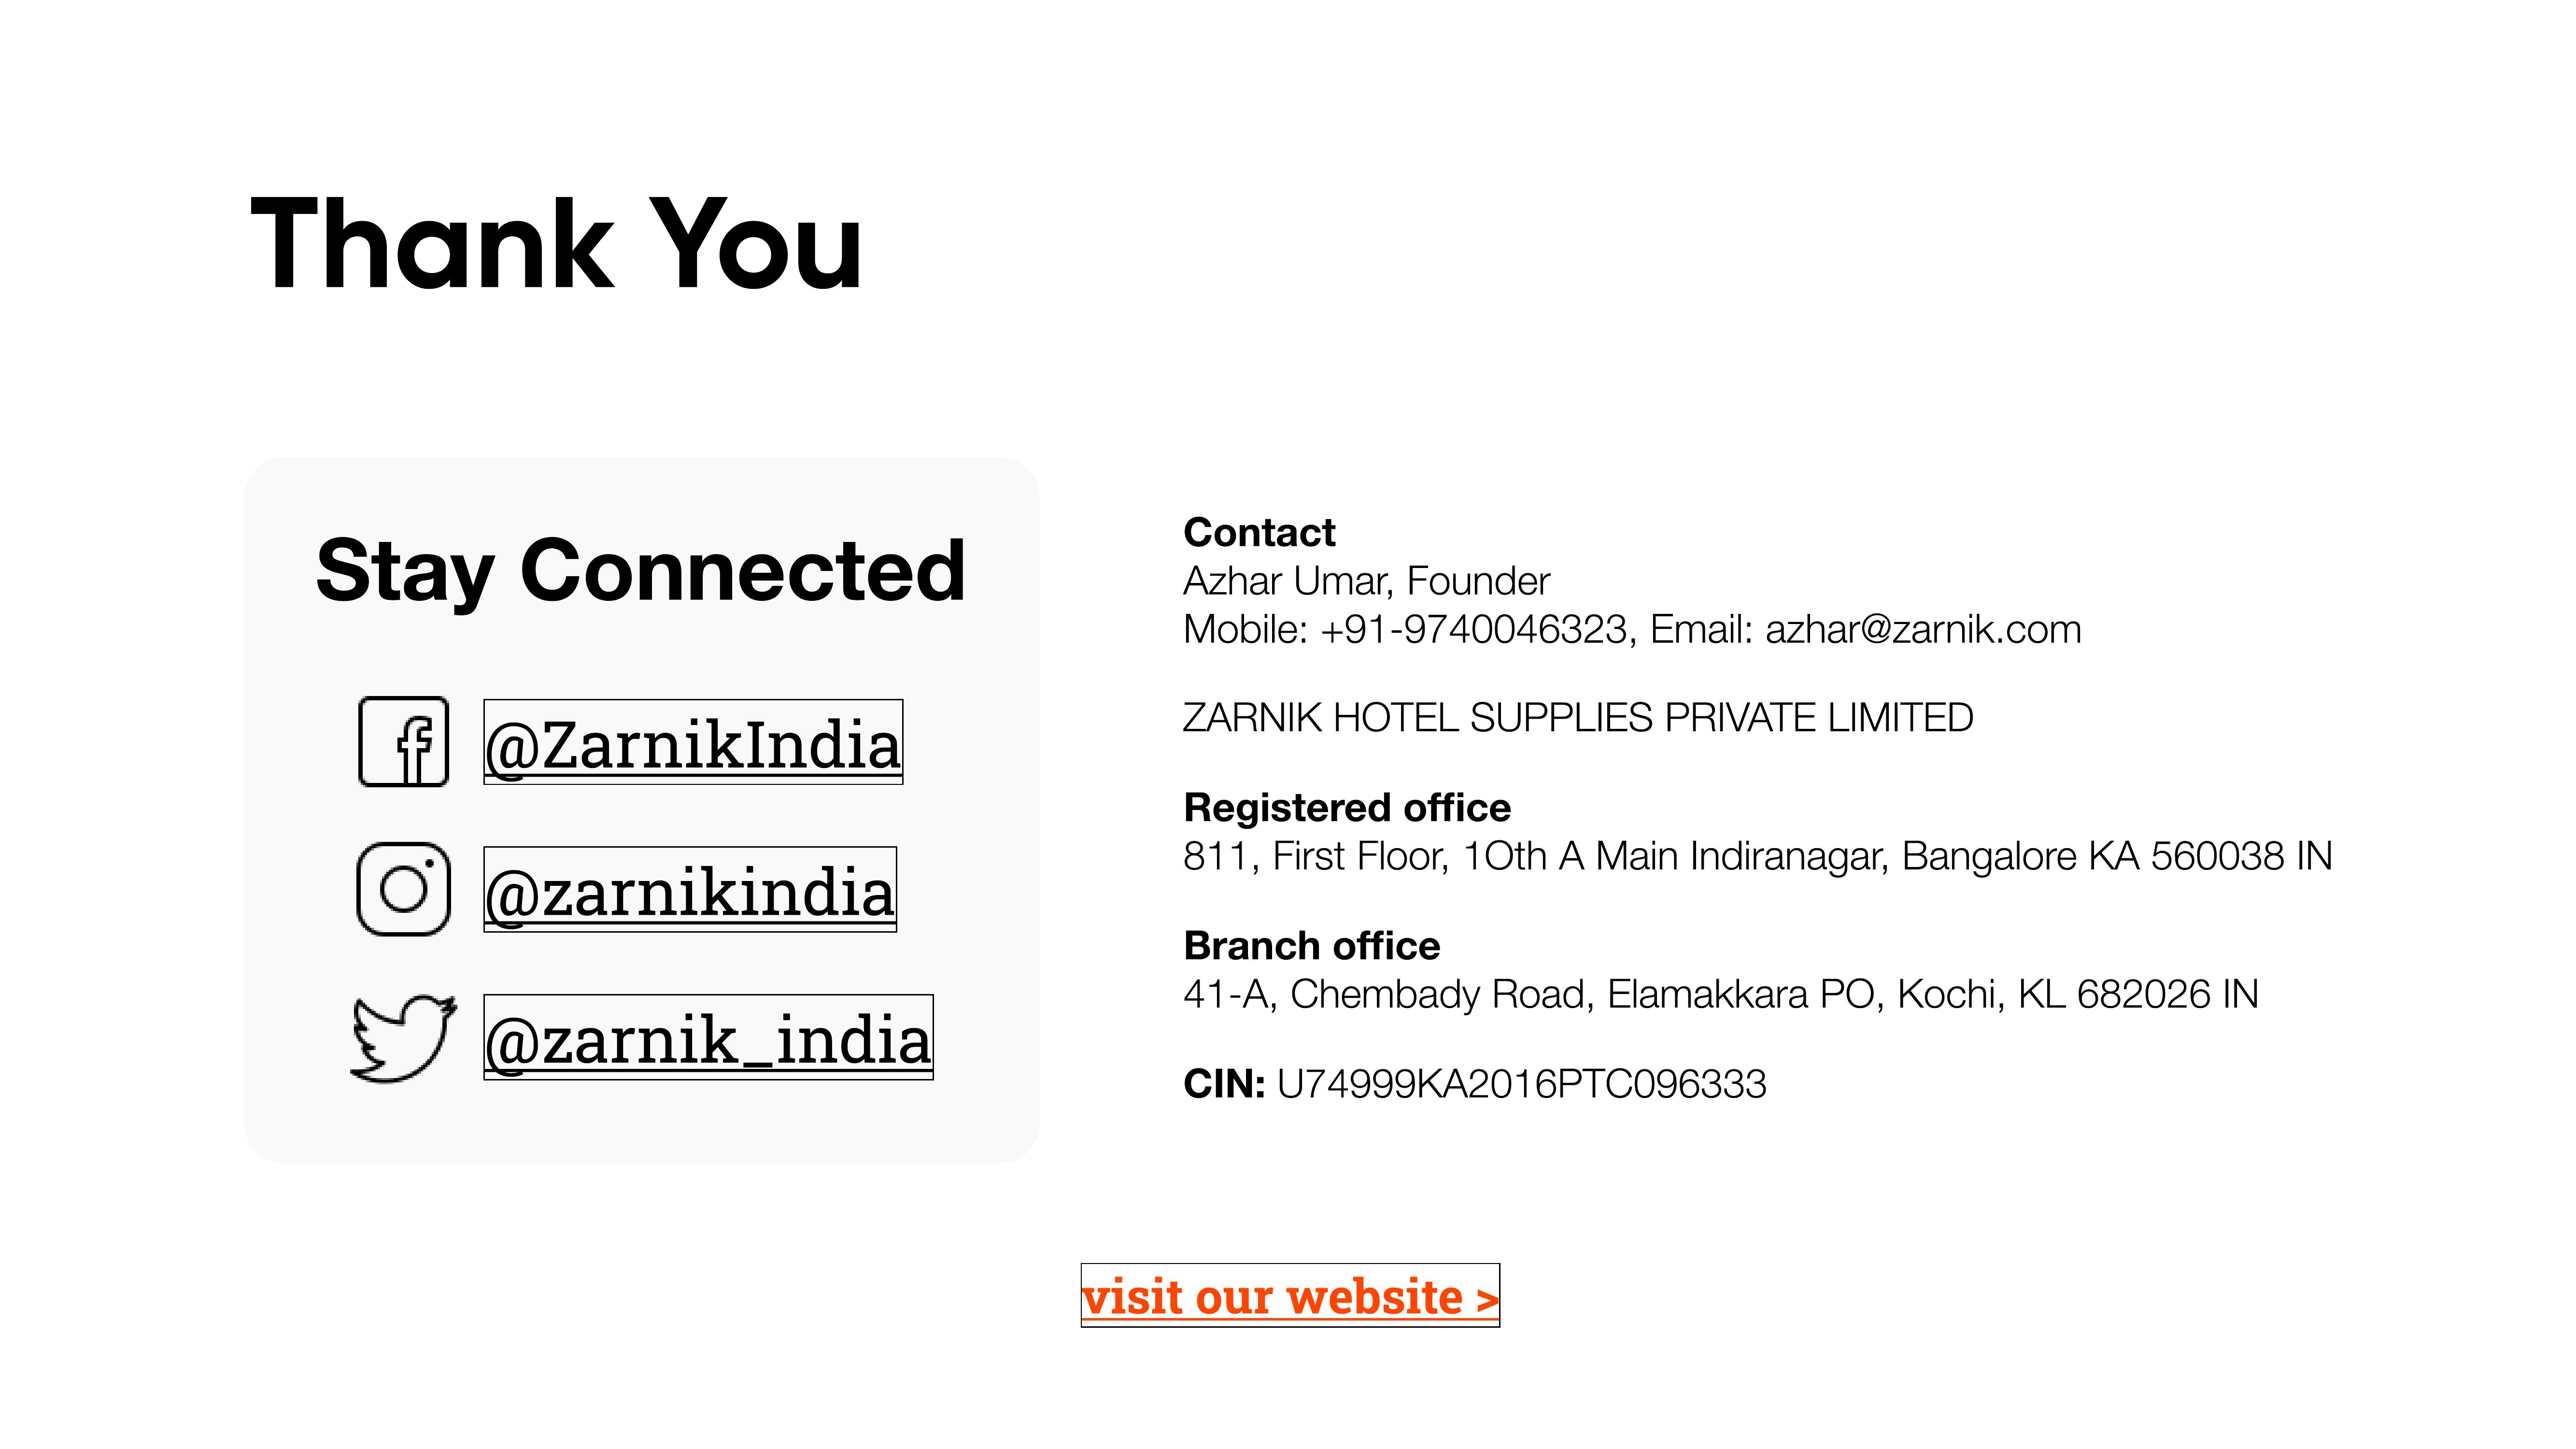 Thank You
Stay Connected
@ZarnikIndia
@zarnikindia
@zarnik_india
Contact
Azhar Umar, Founder
Mobile: +91-9740046323, Email: azhar@zarnik.com
ZARNIK HOTEL SUPPLIES PRIVATE LIMITED
Registered office
811, First Floor, 1Oth A Main Indiranagar, Bangalore KA 560038 IN
Branch office
41-A, Chembady Road, Elamakkara PO, Kochi, KL 682026 IN
CIN: U74999KA2016PTC096333
visit our website >